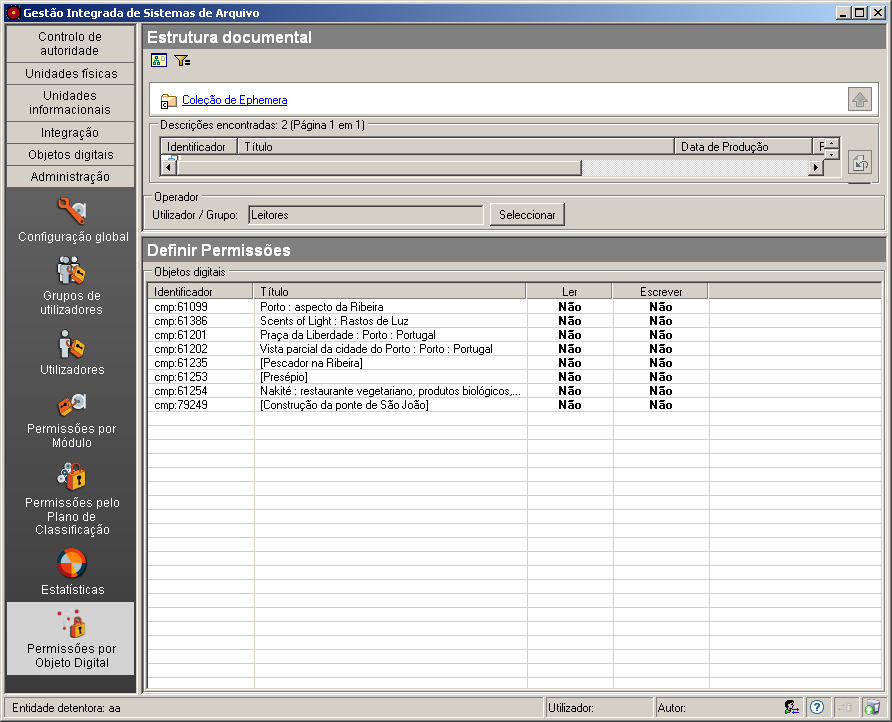 Gestão Integrada de Sistemas de Arquivo
Controlo de
autoridade
Unidades físicas
Unidades
informacionais
Integração
Objetos digitais
Administração
Configuração global
Grupos de
utilizadores
Utilizadores
Permissões por
Módulo
Permissões pelo
Plano de
Classificação
Estatísticas
Permissões por
Objeto Digital
Estrutura documental
Coleção de Ephemera
Descrições encontradas: 2 (Página 1 em 1)
Identificador Título Data de Produção
Operador
Utilizador / Grupo: Leitores Seleccionar
Definir Permissões
Objetos digitais
Identificador Título Ler Escrever
cmp:61099 Porto : aspecto da Ribeira Não Não
cmp:61386 Scents of Light : Rastos de Luz Não Não
cmp:61201 Praça da Liberdade : Porto : Portugal Não Não
cmp:61202 Vista parcial da cidade do Porto : Porto : Portugal Não Não
cmp:61235 [Pescador na Ribeira] Não Não
cmp:61253 [Presépio] Não Não
cmp:61254 Nakité : restaurante vegetariano, produtos biológicos,... Não Não
cmp:79249 [Construção da ponte de São João] Não Não
Entidade detentora: aa Utilizador: Autor: